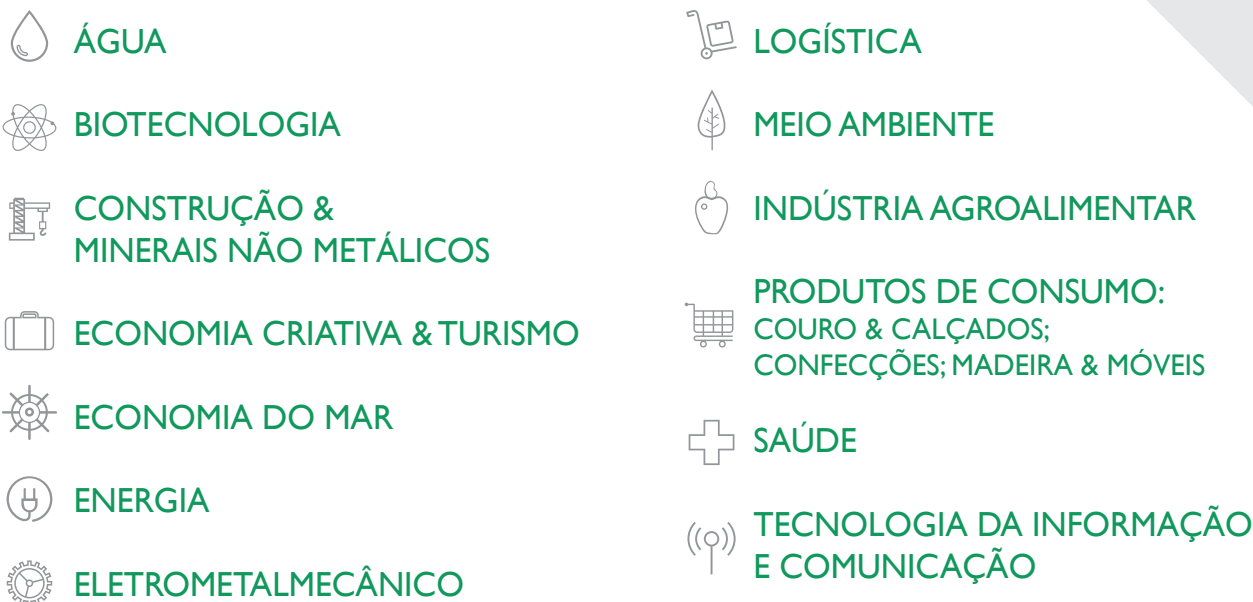 ÁGUA
BIOTECNOLOGIA
CONSTRUÇÃO &
MINERAIS NÃO METÁLICOS
ECONOMIA CRIATIVA & TURISMO
ECONOMIA DO MAR
ENERGIA
ELETROMETALMECÂNICO
LOGÍSTICA
MEIO AMBIENTE
INDÚSTRIA AGROALIMENTAR
PRODUTOS DE CONSUMO:
COURO & CALÇADOS;
CONFECÇÕES; MADEIRA & MÓVEIS
SAÚDE
TECNOLOGIA DA INFORMAÇÃO
E COMUNICAÇÃO